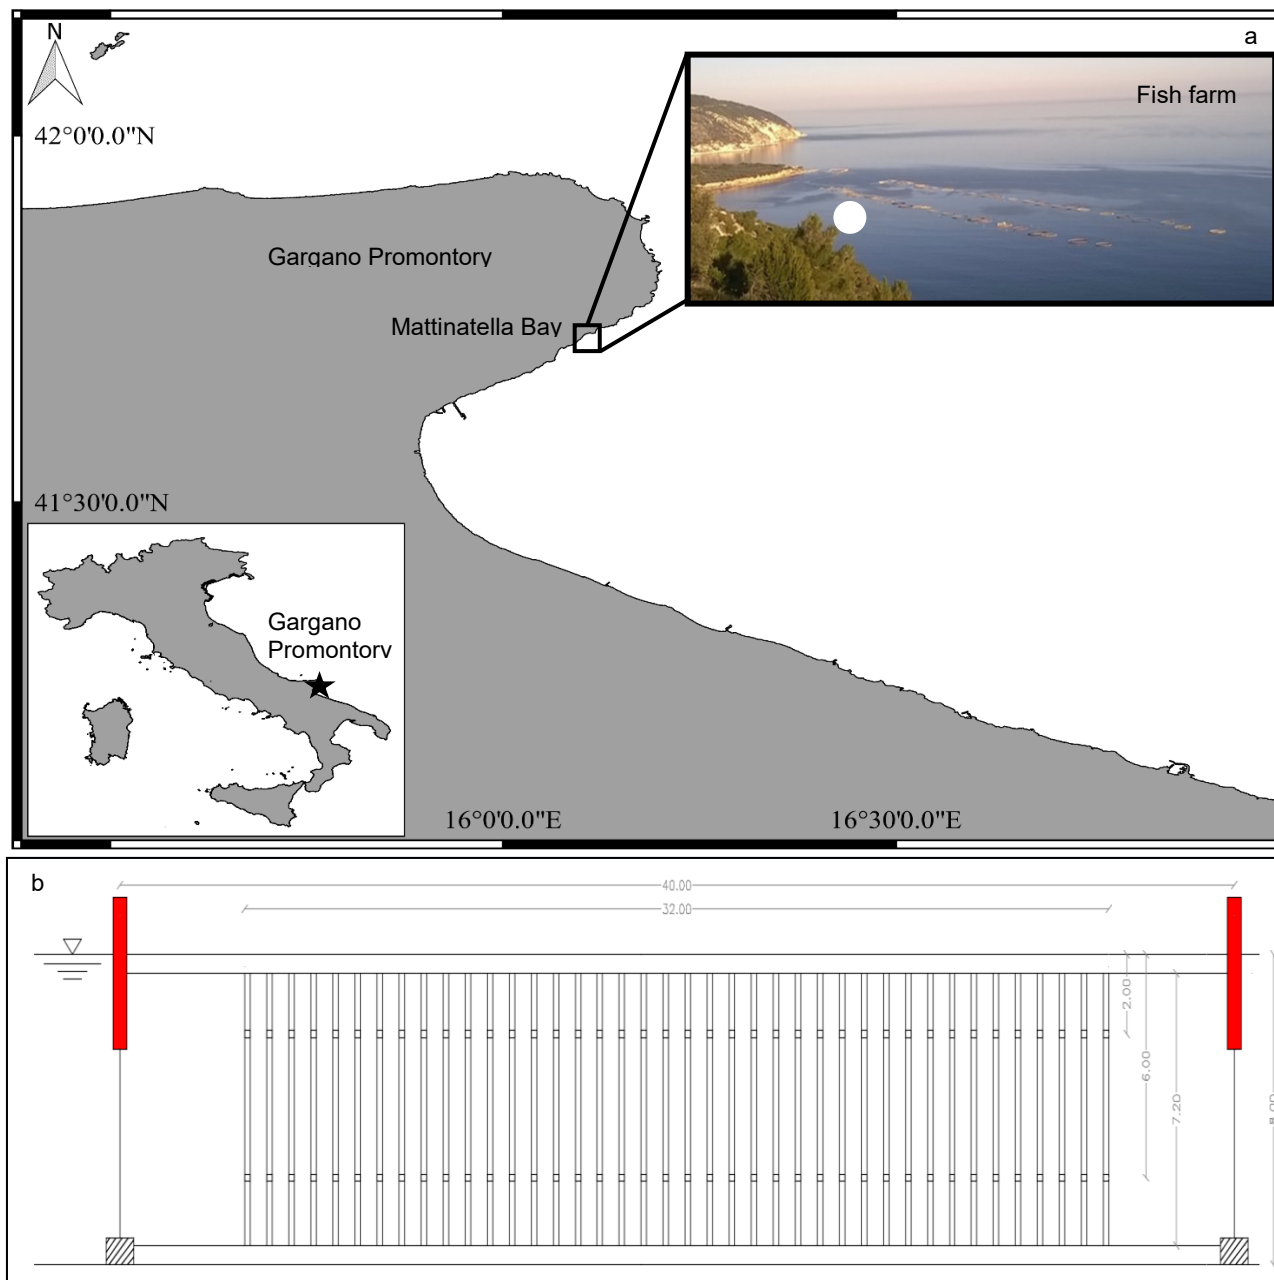 N
a
Fish farm
42°0'0.0"N
Gargano Promontory
Mattinatella Bay
41°30'0.0"N
Gargano
Promontory
16°0'0.0"E
16°30'0.0"E
b
40.00
32.00
2.00
6.00
7.20